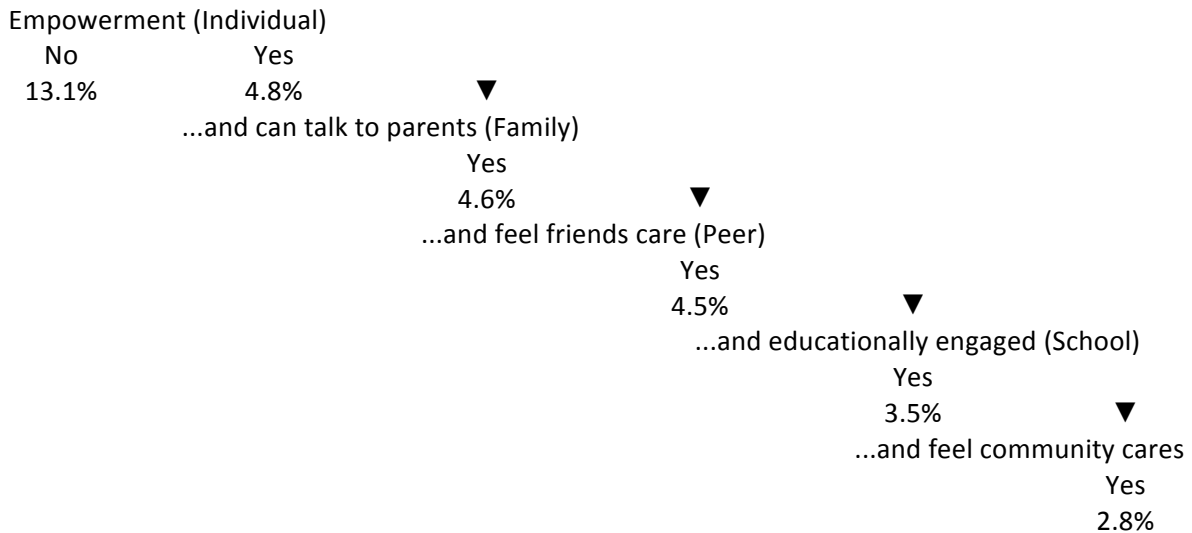 Empowerment (Individual)
No Yes
13.1% 4.8% ▼
...and can talk to parents (Family)
Yes
4.6% ▼
...and feel friends care (Peer)
Yes
4.5% ▼
...and educationally engaged (School)
Yes
3.5% ▼
...and feel community cares
Yes
2.8%